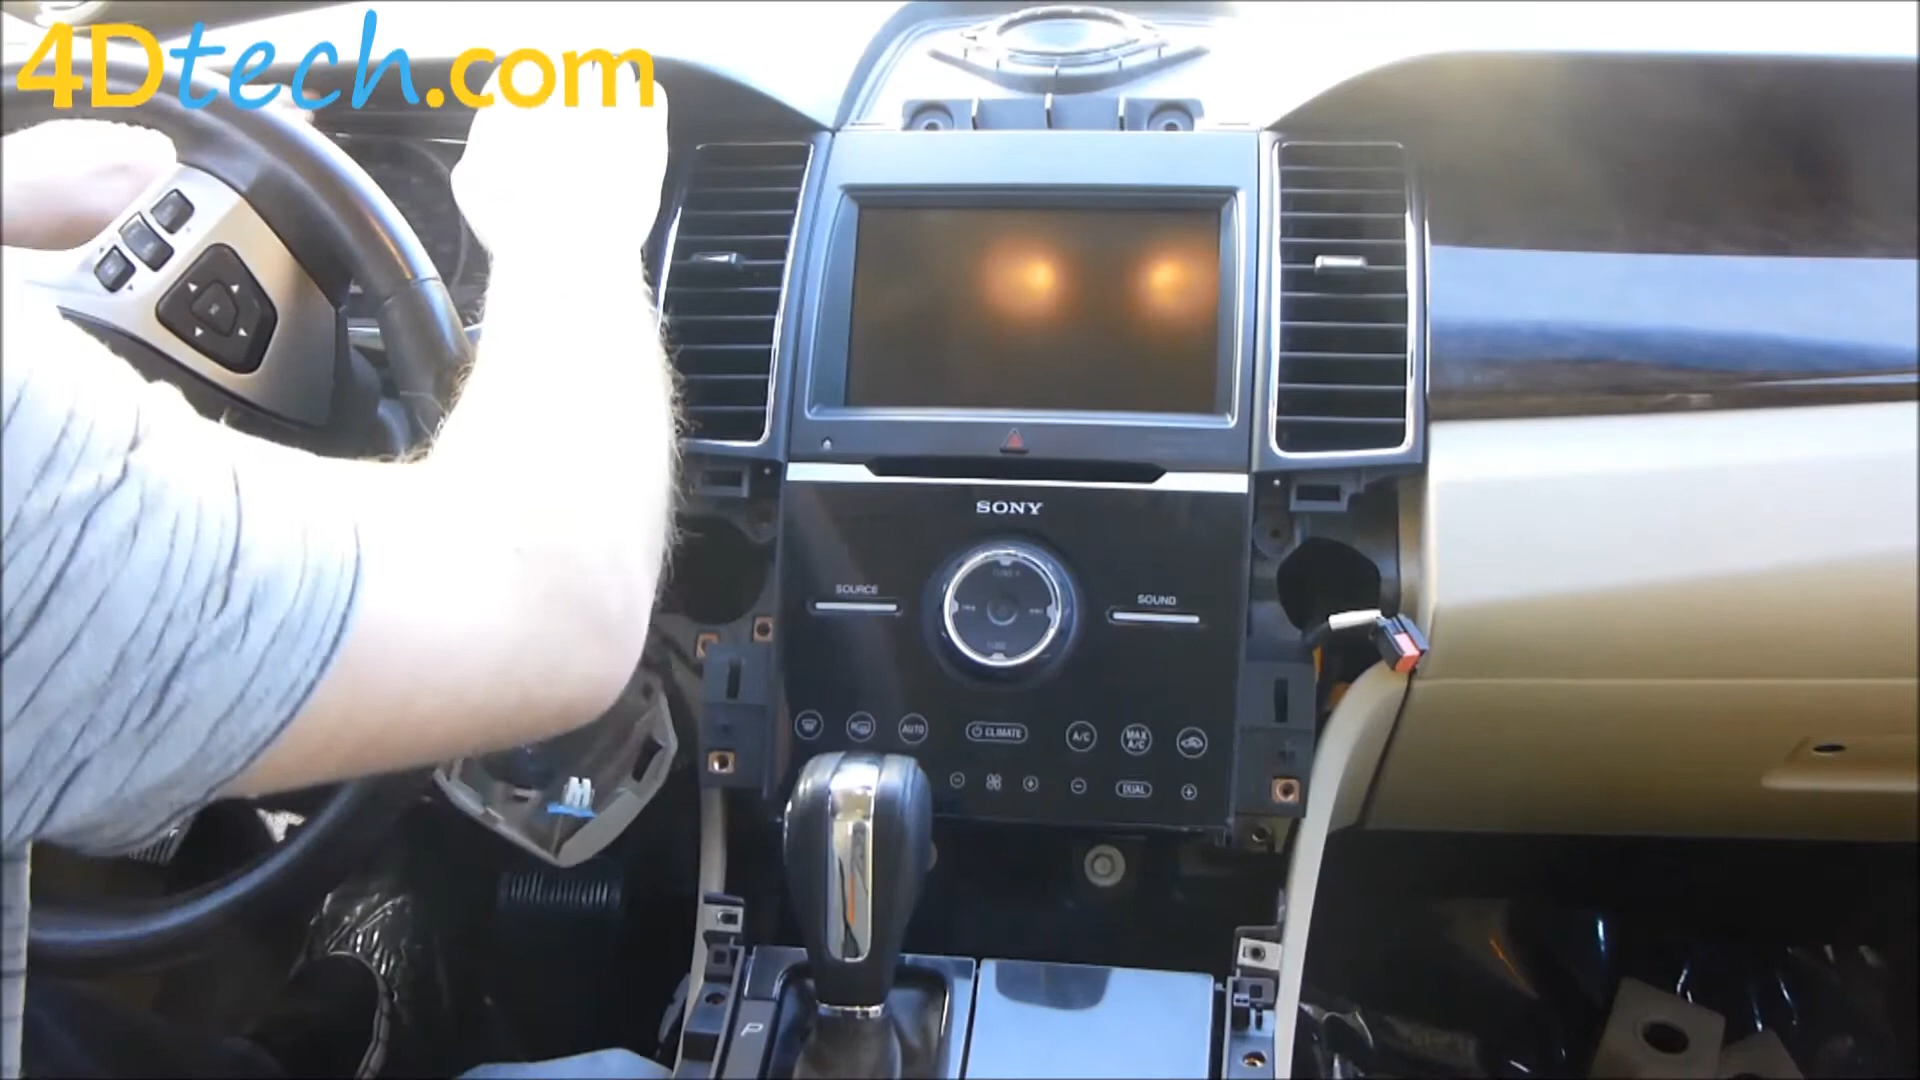 4Dtech.com
SONY
SOURCE
SOUND
AUTO
CLIMATE
A/C
MAX
A/C
DUAL
P